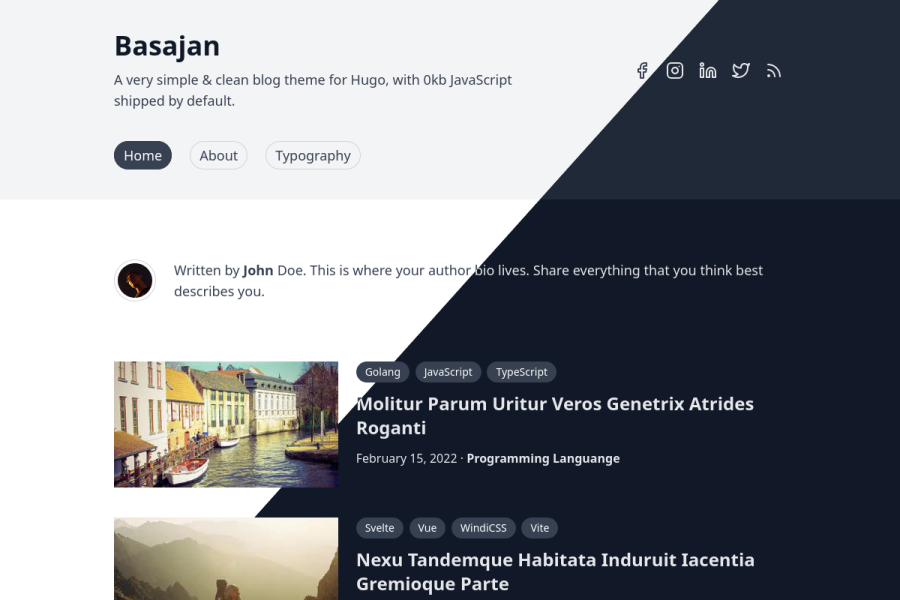 Basajan
A very simple & clean blog theme for Hugo, with 0kb JavaScript
shipped by default.
Home About Typography
Written by John Doe. This is where your author bio lives. Share everything that you think best
describes you.
Golang JavaScript TypeScript
Molitur Parum Uritur Veros Genetrix Atrides
Roganti
February 15, 2022 · Programming Languange
Svelte Vue WindiCSS Vite
Nexu Tandemque Habitata Induruit Iacentia
Gremioque Parte